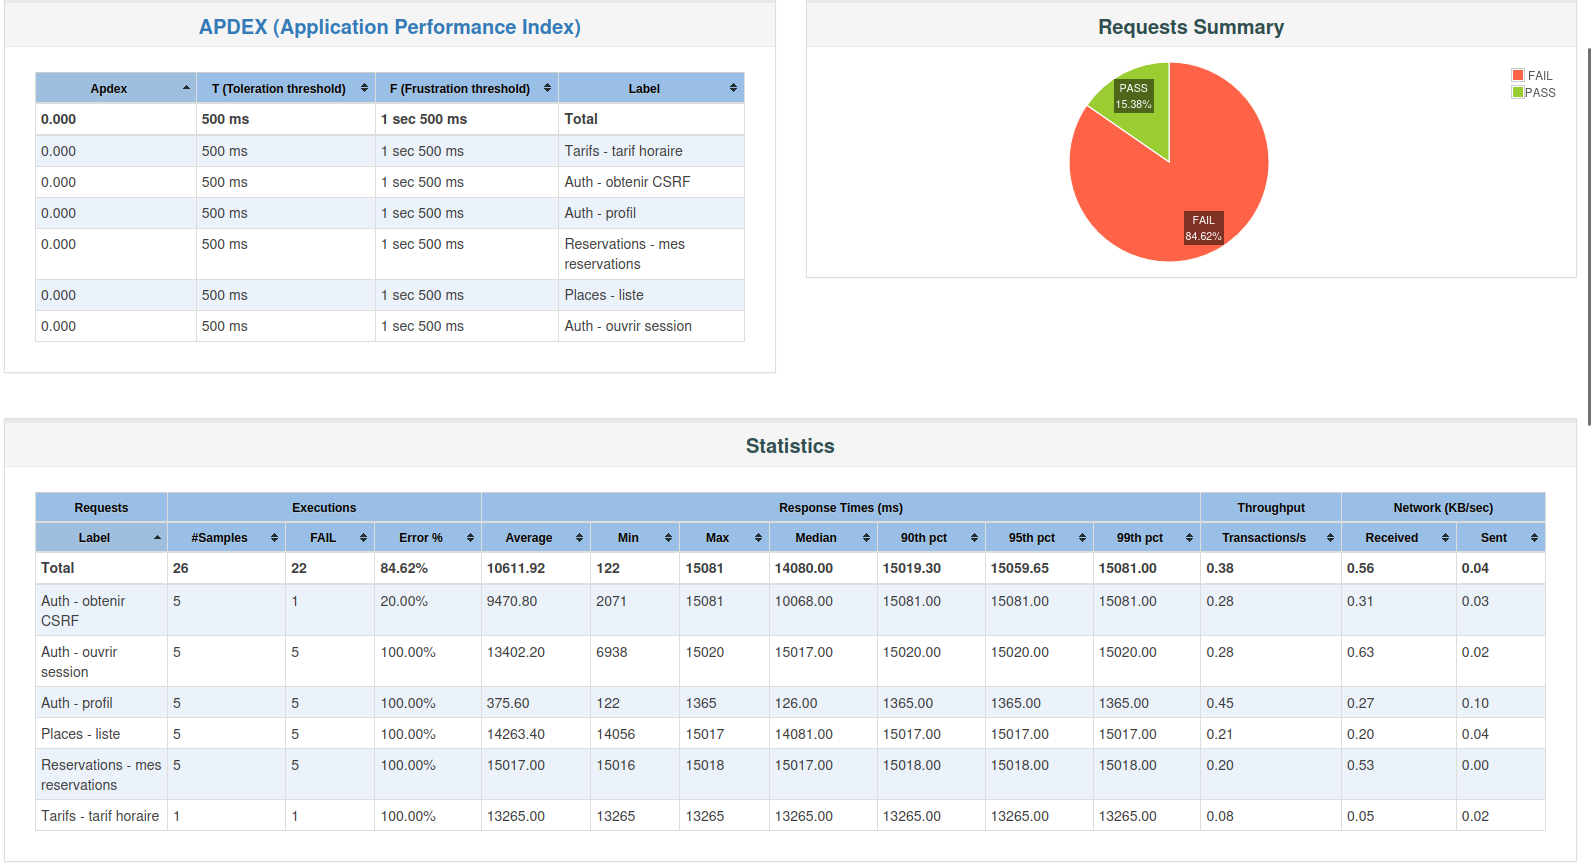 APDEX (Application Performance Index)
Apdex T (Toleration threshold) F (Frustration threshold) Label
0.000 500 ms 1 sec 500 ms Total
0.000 500 ms 1 sec 500 ms Tarifs - tarif horaire
0.000 500 ms 1 sec 500 ms Auth - obtenir CSRF
0.000 500 ms 1 sec 500 ms Auth - profil
0.000 500 ms 1 sec 500 ms Reservations - mes
reservations
0.000 500 ms 1 sec 500 ms Places - liste
0.000 500 ms 1 sec 500 ms Auth - ouvrir session
Requests Summary
FAIL
PASS
PASS
15.38%
FAIL
84.62%
Statistics
Requests Executions Response Times (ms) Throughput Network (KB/sec)
Label #Samples FAIL Error % Average Min Max Median 90th pct 95th pct 99th pct Transactions/s Received Sent
Total 26 22 84.62% 10611.92 122 15081 14080.00 15019.30 15059.65 15081.00 0.38 0.56 0.04
Auth - obtenir 5 1 20.00% 9470.80 2071 15081 10068.00 15081.00 15081.00 15081.00 0.28 0.31 0.03
CSRF
Auth - ouvrir 5 5 100.00% 13402.20 6938 15020 15017.00 15020.00 15020.00 15020.00 0.28 0.63 0.02
session
Auth - profil 5 5 100.00% 375.60 122 1365 126.00 1365.00 1365.00 1365.00 0.45 0.27 0.10
Places - liste 5 5 100.00% 14263.40 14056 15017 14081.00 15017.00 15017.00 15017.00 0.21 0.20 0.04
Reservations - mes 5 5 100.00% 15017.00 15016 15018 15017.00 15018.00 15018.00 15018.00 0.20 0.53 0.00
reservations
Tarifs - tarif horaire 1 1 100.00% 13265.00 13265 13265 13265.00 13265.00 13265.00 13265.00 0.08 0.05 0.02